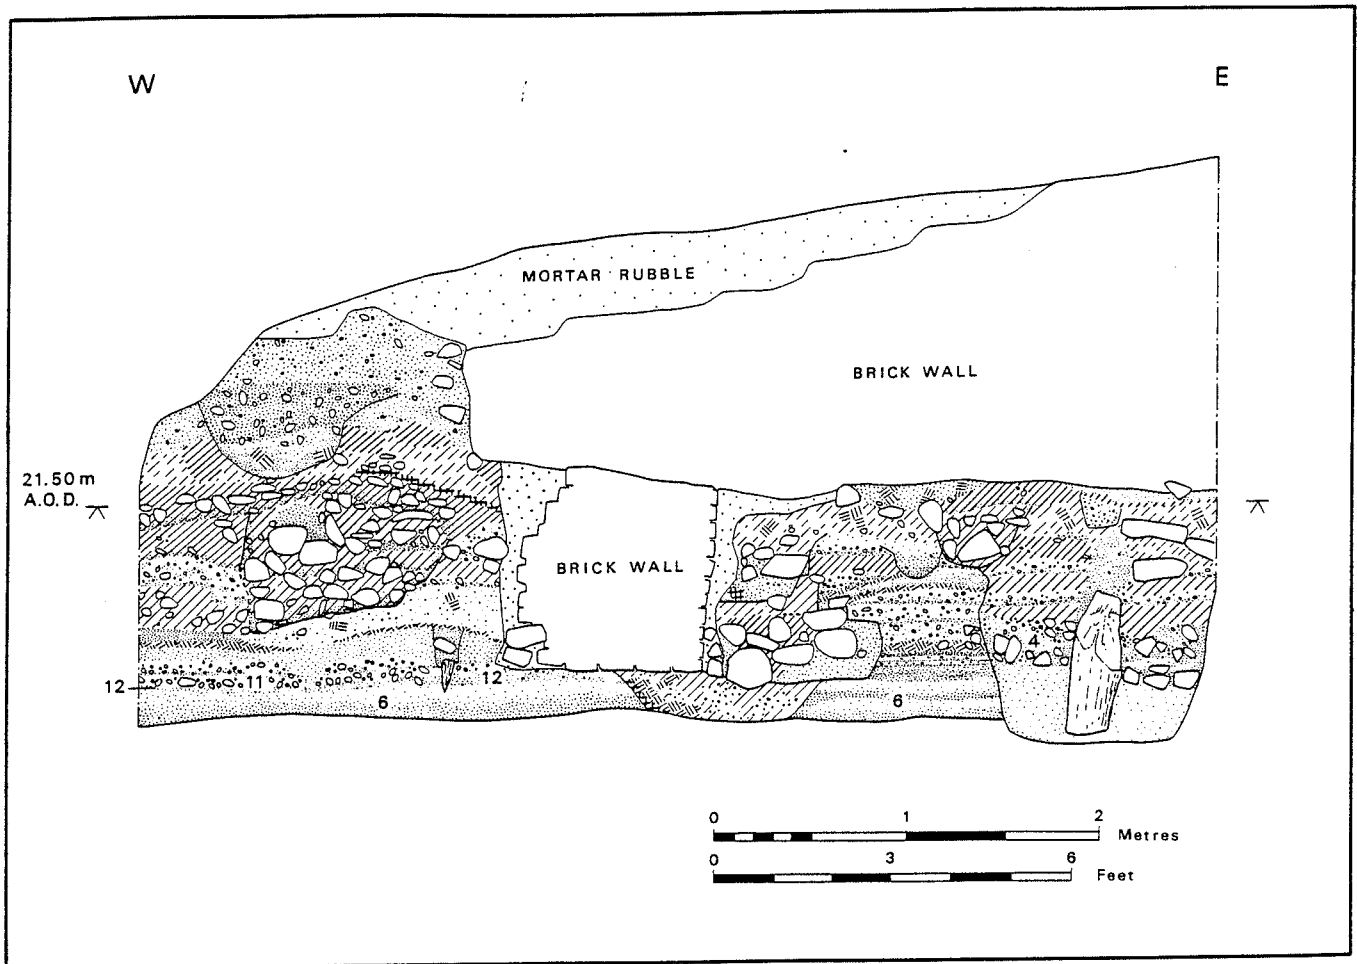 W E
MORTAR RUBBLE
BRICK WALL
21.50 m
A.O.D.
BRICK WALL
4
12 11 12
6 6
0 1 2 Metres
0 3 6 Feet